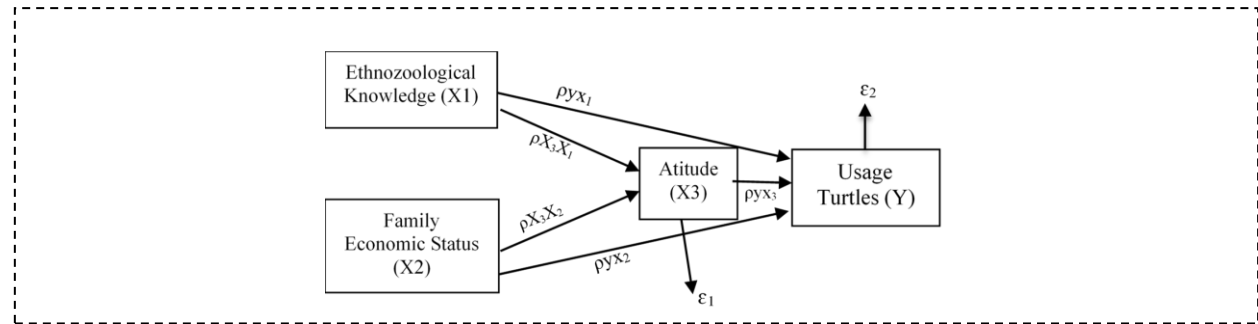 Ethnozoological
Knowledge (X1)
ρyx₁
ρX₃X₁
ε₂
Atitude
(X3)
ρyx₃
Usage
Turtles (Y)
Family
Economic Status
(X2)
ρX₃X₂
ρyx₂
ε₁